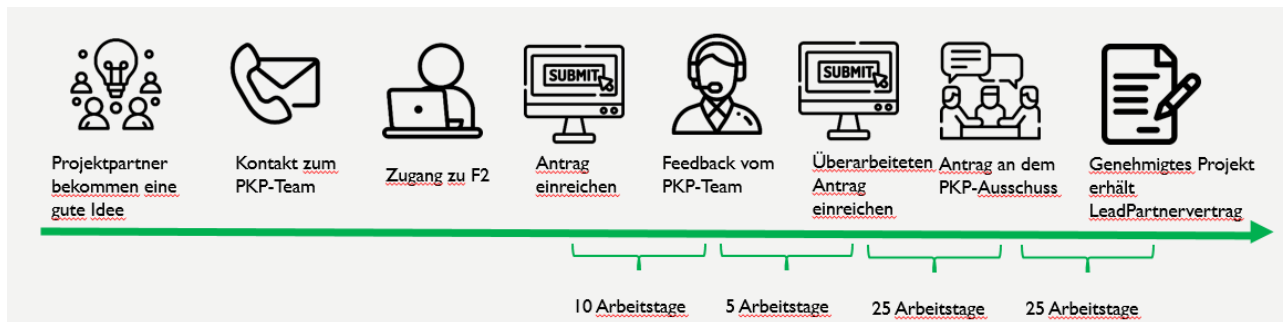 SUBMIT
SUBMIT
Projektpartner
bekommen eine
gute Idee
Kontakt zum
PKP-Team
Zugang zu F2
Antrag
einreichen
Feedback vom
PKP-Team
Überarbeiteten
Antrag
einreichen
Antrag an dem
PKP-Ausschuss
Genehmigtes Projekt
erhält
LeadPartnervertrag
10 Arbeitstage
5 Arbeitstage
25 Arbeitstage
25 Arbeitstage